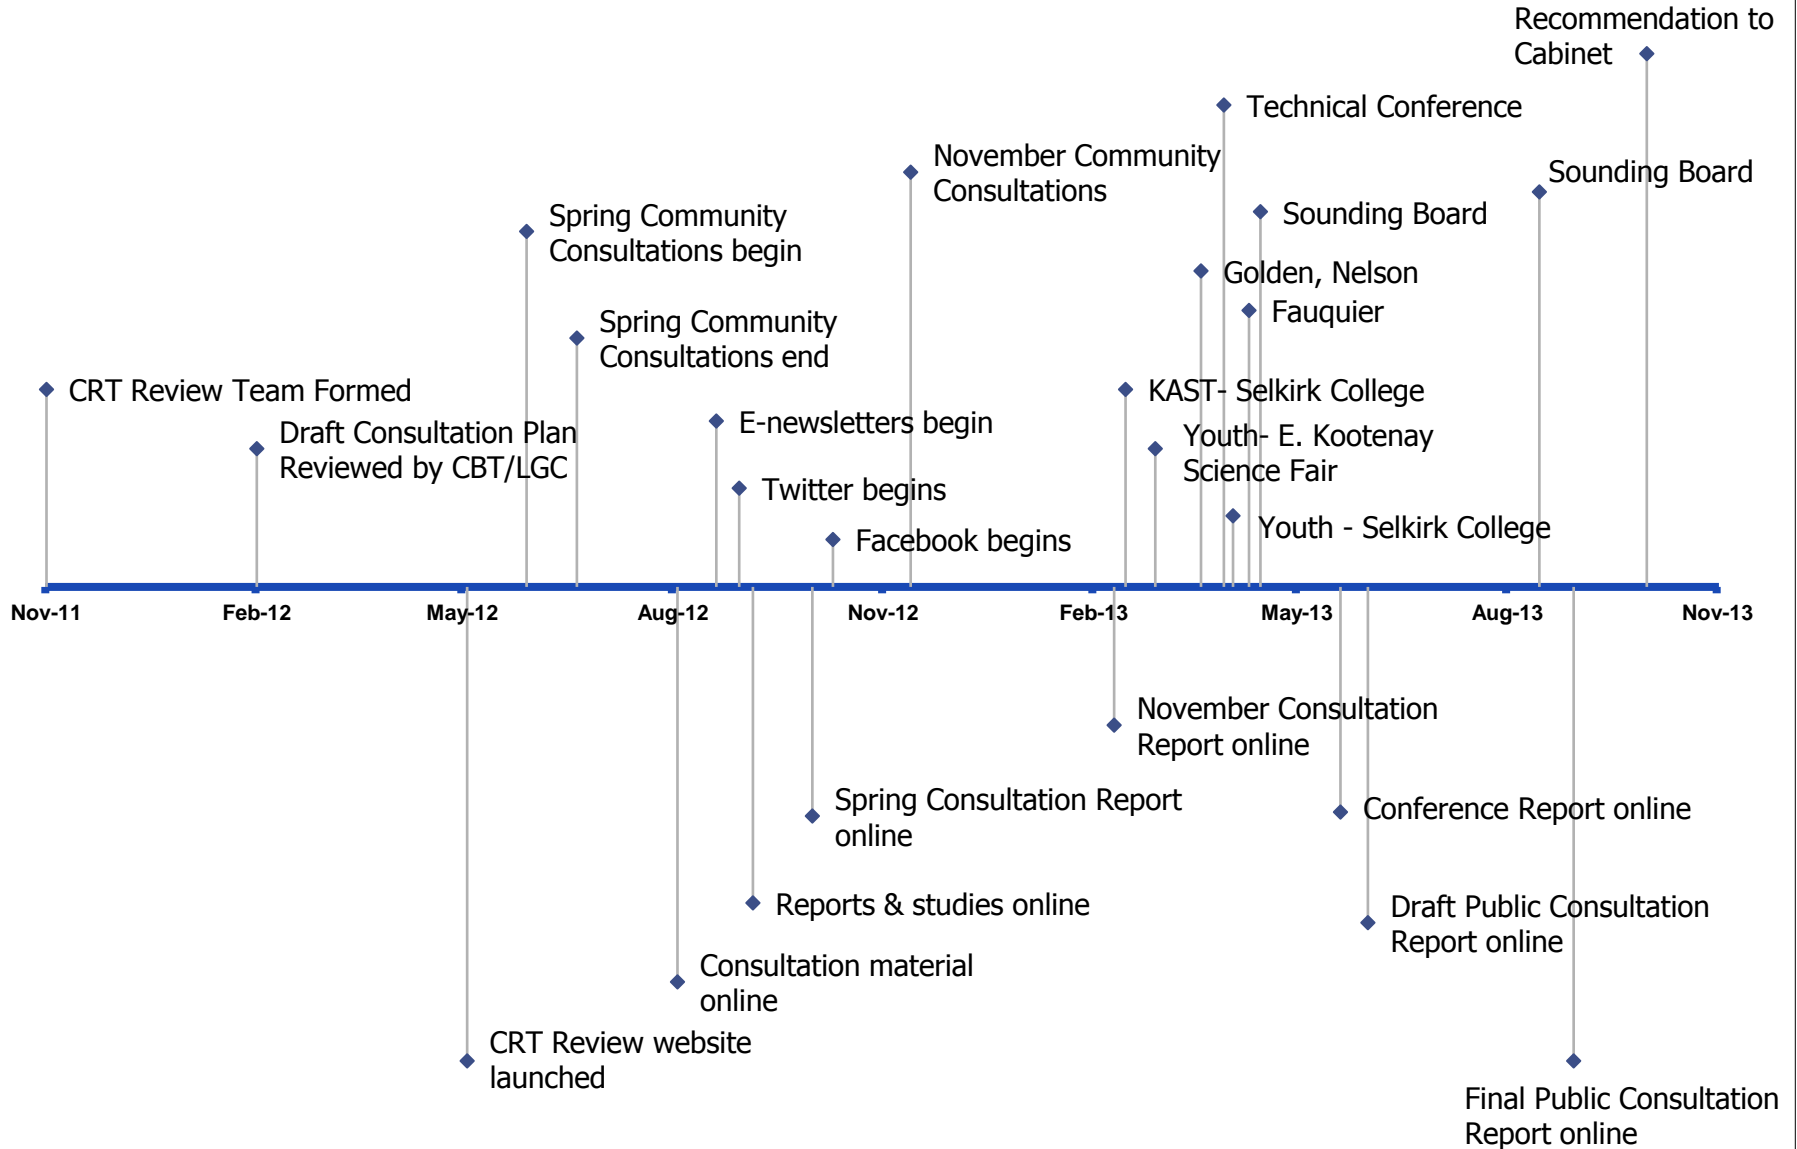 Recommendation to
Cabinet
Technical Conference
November Community
Consultations
Sounding Board
Spring Community
Consultations begin
Sounding Board
Golden, Nelson
Fauquier
Spring Community
Consultations end
CRT Review Team Formed
KAST- Selkirk College
E-newsletters begin
Draft Consultation Plan
Reviewed by CBT/LGC
Youth- E. Kootenay
Science Fair
Twitter begins
Youth - Selkirk College
Facebook begins
Nov-11 Feb-12 May-12 Aug-12 Nov-12 Feb-13 May-13 Aug-13 Nov-13
November Consultation
Report online
Spring Consultation Report
online
Conference Report online
Reports & studies online
Draft Public Consultation
Report online
Consultation material
online
CRT Review website
launched
Final Public Consultation
Report online